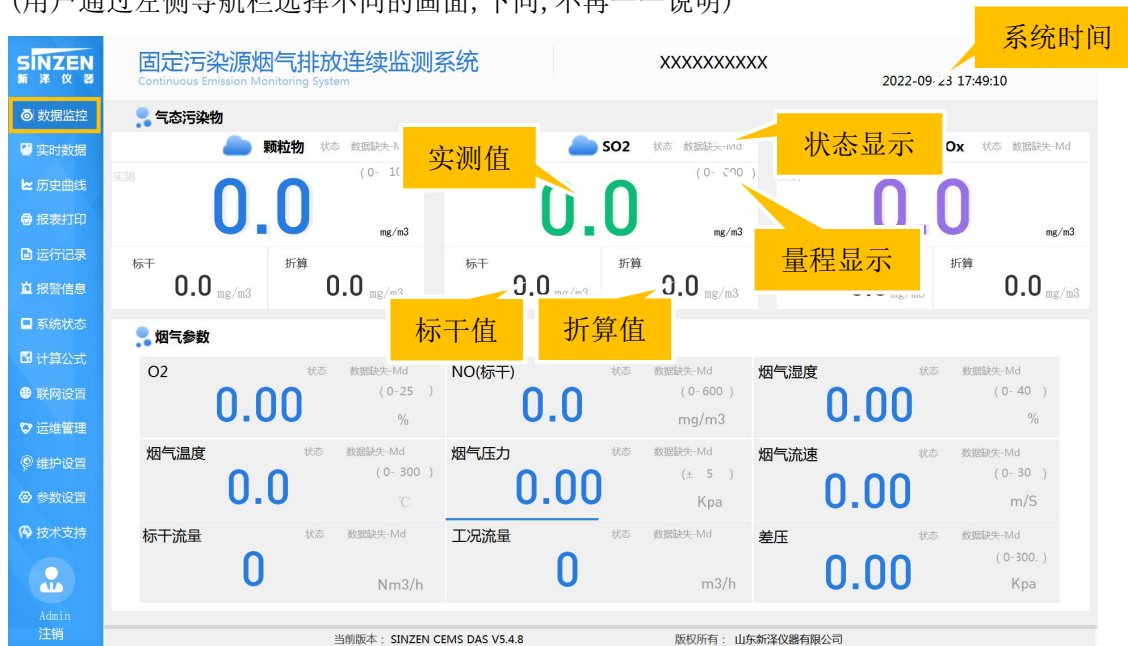 (用户通过左侧导航栏选择不同的画面,下同,不再一一说明)
系统时间
SINZEN
新泽仪器
固定污染源烟气排放连续监测系统
Continuous Emission Monitoring System
XXXXXXXXXX
2022-09-23 17:49:10
数据监控
实时数据
历史曲线
报表打印
运行记录
报警信息
系统状态
计算公式
联网设置
运维管理
维护设置
参数设置
技术支持
Admin
注销
气态污染物
颗粒物 状态 数据缺失-M
SO2 状态 数据缺失-Md
Ox 状态 数据缺失-Md
实测值
状态显示
实测
(0- 10
0.0
mg/m3
0.0
mg/m3
0.0
mg/m3
量程显示
标干 折算
0.0 mg/m3 0.0 mg/m3
标干 折算
0.0 mg/m3 0.0 mg/m3
折算
0.0 mg/m3
标干值
折算值
烟气参数
O2 状态 数据缺失-Md
(0-25 )
0.00 %
NO(标干) 状态 数据缺失-Md
(0-600 )
0.0 mg/m3
烟气湿度 状态 数据缺失-Md
(0- 40 )
0.00 %
烟气温度 状态 数据缺失-Md
(0- 300 )
0.0 ℃
烟气压力 状态 数据缺失-Md
(± 5 )
0.00 Kpa
烟气流速 状态 数据缺失-Md
(0- 30 )
0.00 m/S
标干流量 状态 数据缺失-Md
0 Nm3/h
工况流量 状态 数据缺失-Md
0 m3/h
差压 状态 数据缺失-Md
(0-300. )
0.00 Kpa
当前版本： SINZEN CEMS DAS V5.4.8
版权所有： 山东新泽仪器有限公司